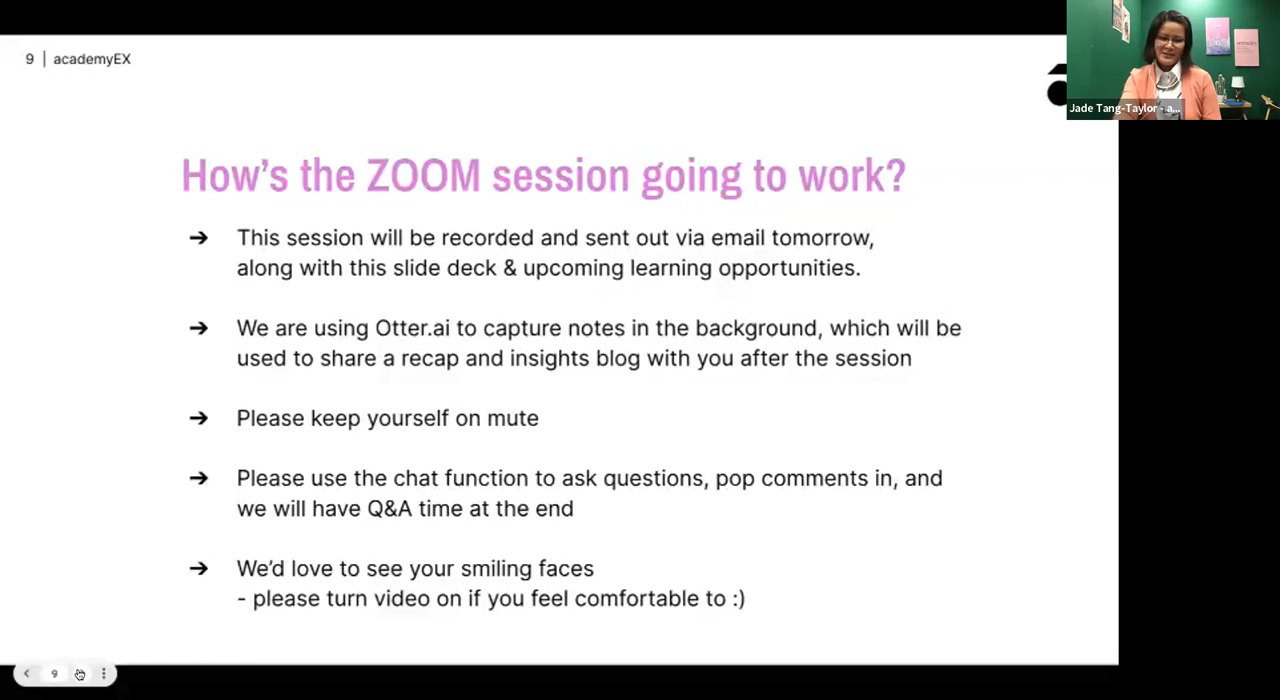 9 | academyEX
Jade Tang-Taylor - a...
How's the ZOOM session going to work?
➔ This session will be recorded and sent out via email tomorrow,
along with this slide deck & upcoming learning opportunities.
➔ We are using Otter.ai to capture notes in the background, which will be
used to share a recap and insights blog with you after the session
➔ Please keep yourself on mute
➔ Please use the chat function to ask questions, pop comments in, and
we will have Q&A time at the end
➔ We'd love to see your smiling faces
- please turn video on if you feel comfortable to :)
9